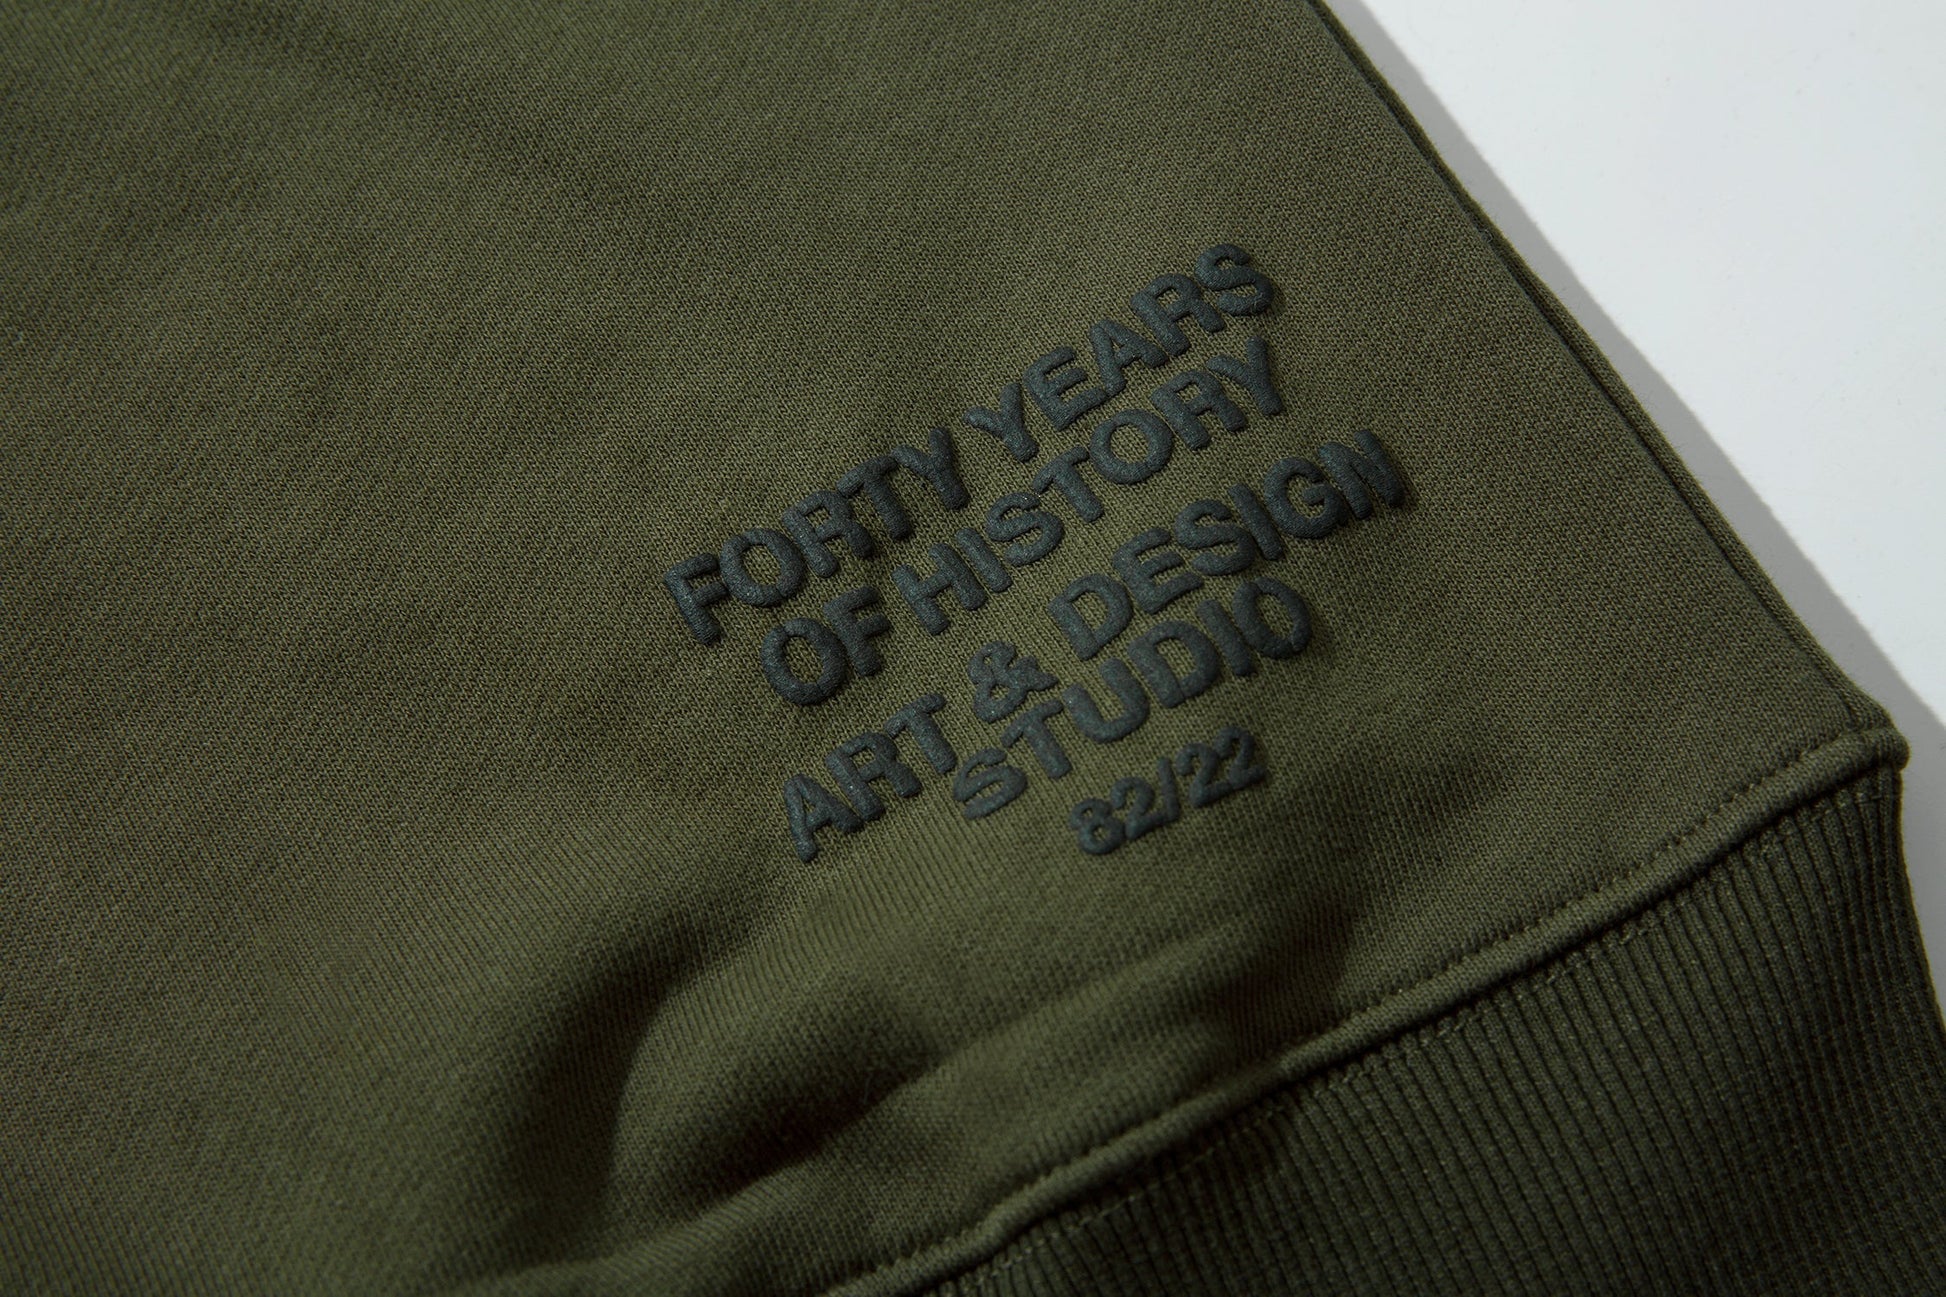 FORTY YEARS
OF HISTORY
ART & DESIGN
STUDIO
82/22